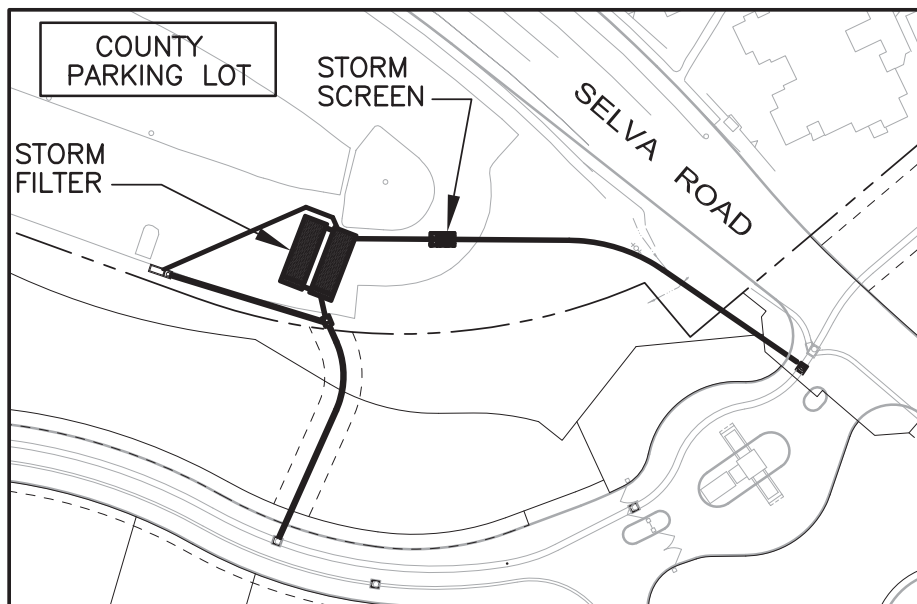 COUNTY
PARKING LOT
STORM
SCREEN
SELVA ROAD
STORM
FILTER